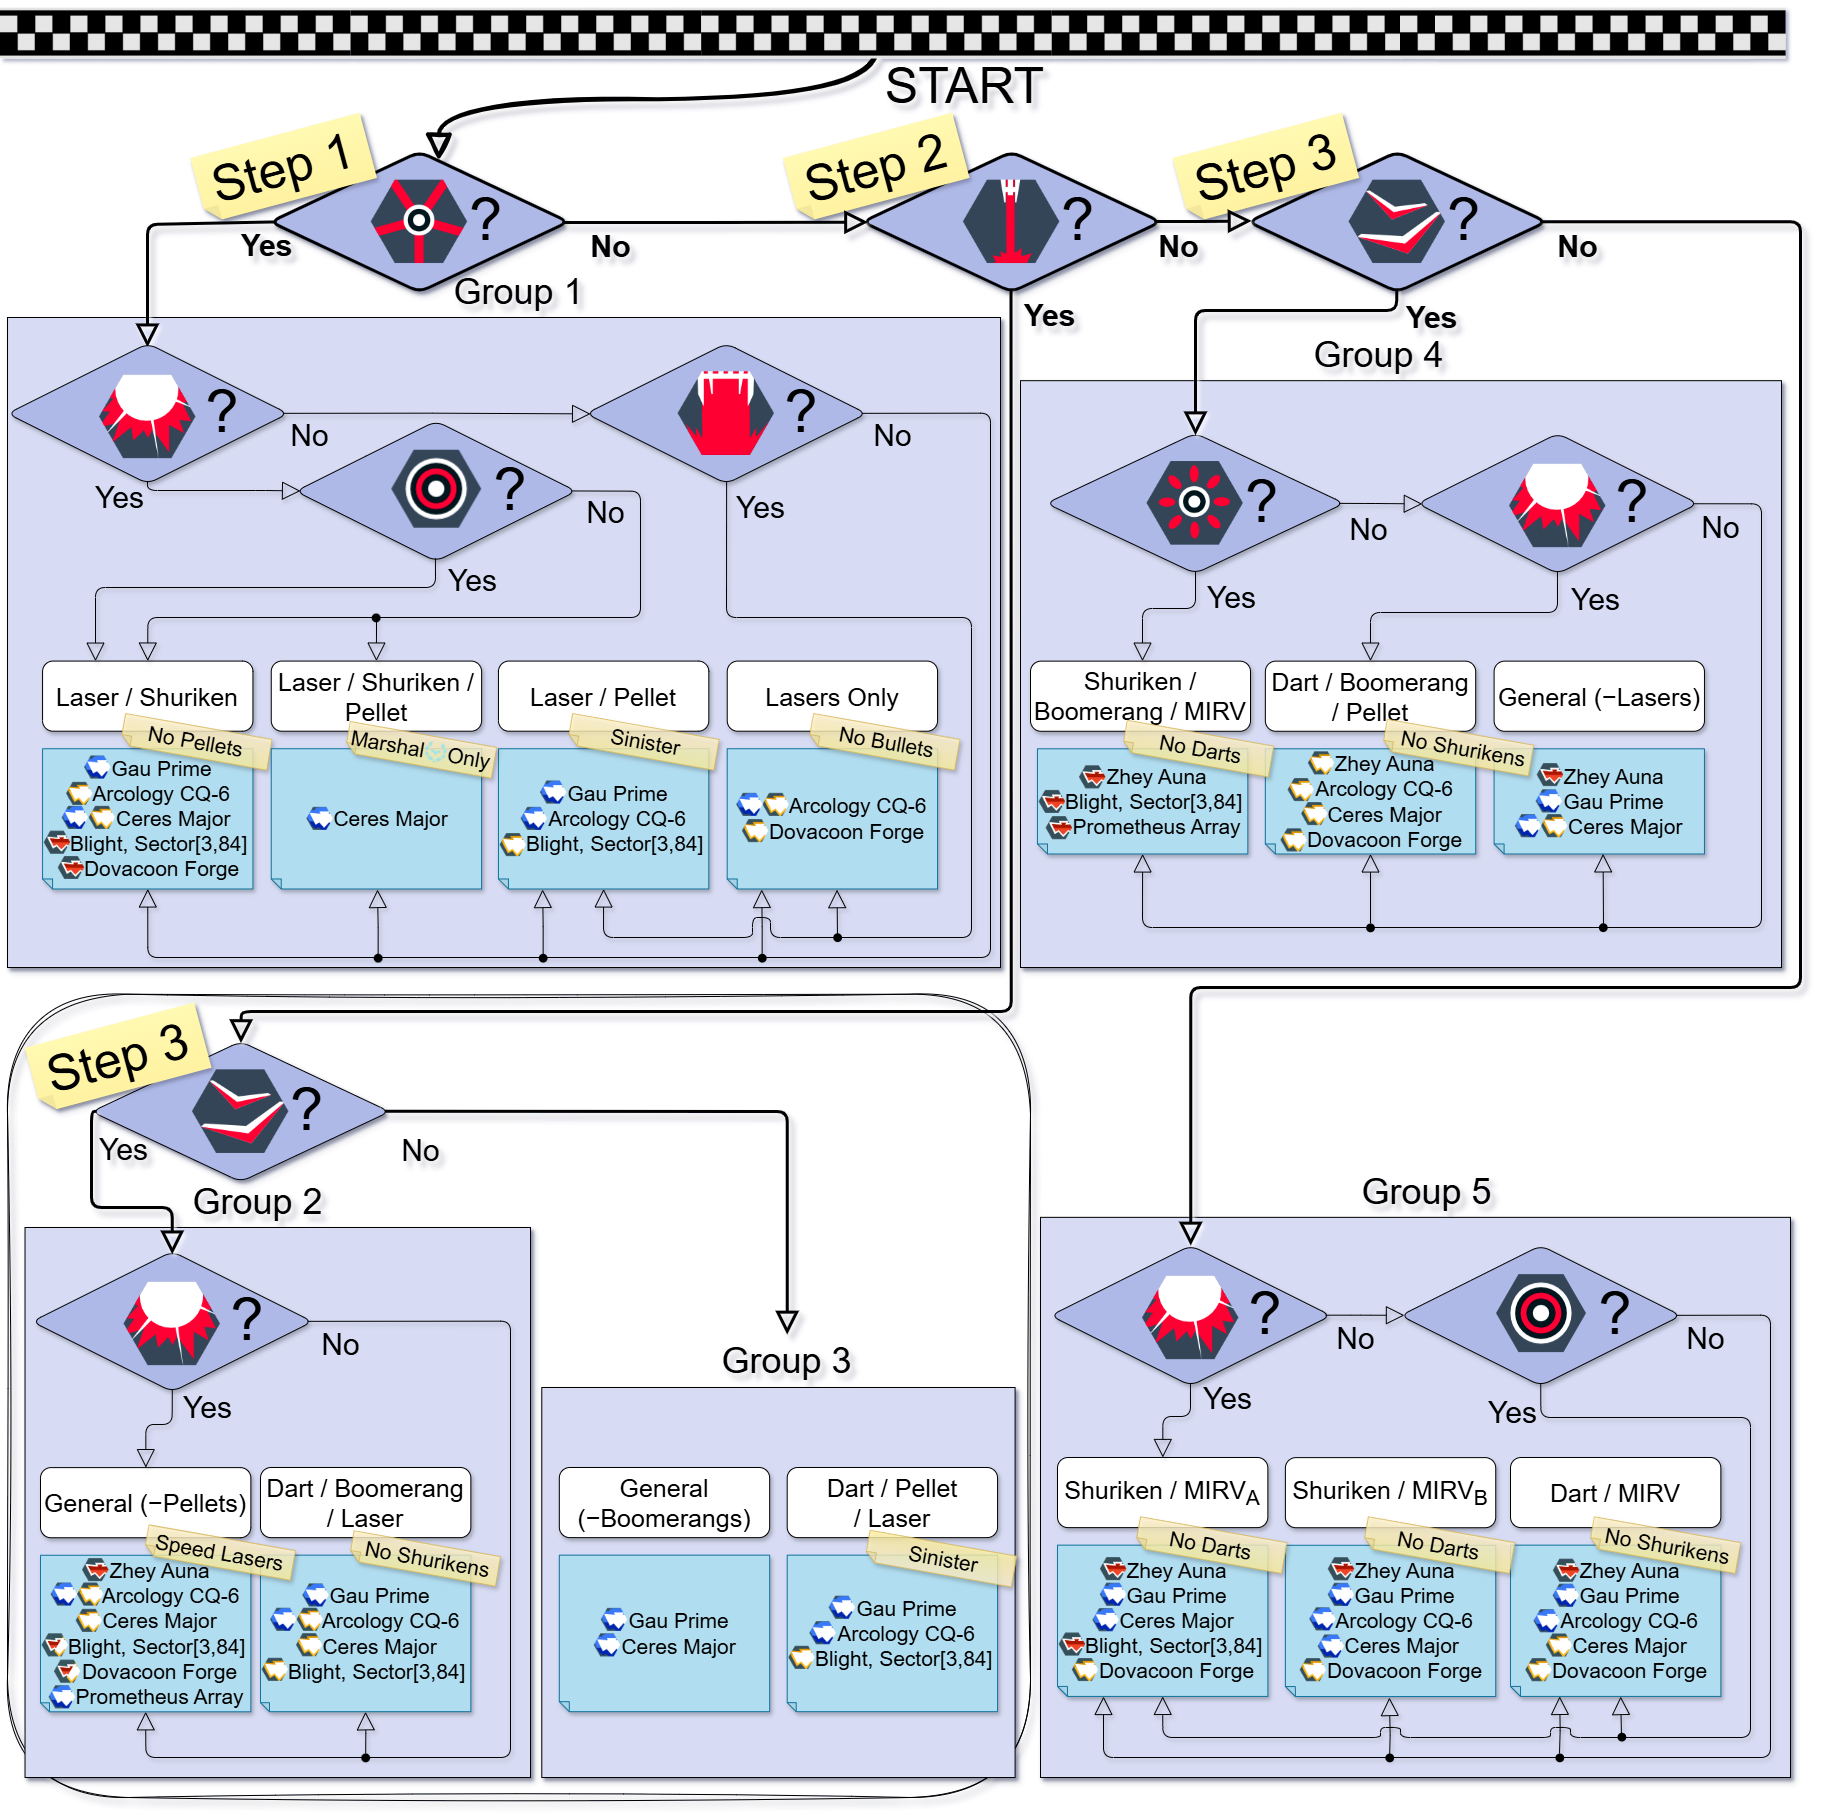 START
Step 1
?
Yes
No
Step 2
?
No
Yes
Step 3
?
No
Yes
Group 1
?
No
Yes
?
No
Yes
?
No
Yes
Laser / Shuriken
No Pellets
Gau Prime
Arcology CQ-6
Ceres Major
Blight, Sector[3,84]
Dovacoon Forge
Laser / Shuriken /
Pellet
Marshal Only
Ceres Major
Laser / Pellet
Sinister
Gau Prime
Arcology CQ-6
Blight, Sector[3,84]
Lasers Only
No Bullets
Arcology CQ-6
Dovacoon Forge
Group 4
?
No
Yes
?
No
Yes
Shuriken /
Boomerang / MIRV
No Darts
Zhey Auna
Blight, Sector[3,84]
Prometheus Array
Dart / Boomerang
/ Pellet
No Shurikens
Zhey Auna
Arcology CQ-6
Ceres Major
Dovacoon Forge
General (−Lasers)
Zhey Auna
Gau Prime
Ceres Major
Step 3
?
Yes
No
Group 2
?
No
Yes
General (−Pellets)
Speed Lasers
Zhey Auna
Arcology CQ-6
Ceres Major
Blight, Sector[3,84]
Dovacoon Forge
Prometheus Array
Dart / Boomerang
/ Laser
No Shurikens
Gau Prime
Arcology CQ-6
Ceres Major
Blight, Sector[3,84]
Group 3
General
(−Boomerangs)
Gau Prime
Ceres Major
Dart / Pellet
/ Laser
Sinister
Gau Prime
Arcology CQ-6
Blight, Sector[3,84]
Group 5
?
No
Yes
?
No
Yes
Shuriken / MIRVA
No Darts
Zhey Auna
Gau Prime
Ceres Major
Blight, Sector[3,84]
Dovacoon Forge
Shuriken / MIRVB
No Darts
Zhey Auna
Gau Prime
Arcology CQ-6
Ceres Major
Dovacoon Forge
Dart / MIRV
No Shurikens
Zhey Auna
Gau Prime
Arcology CQ-6
Ceres Major
Dovacoon Forge